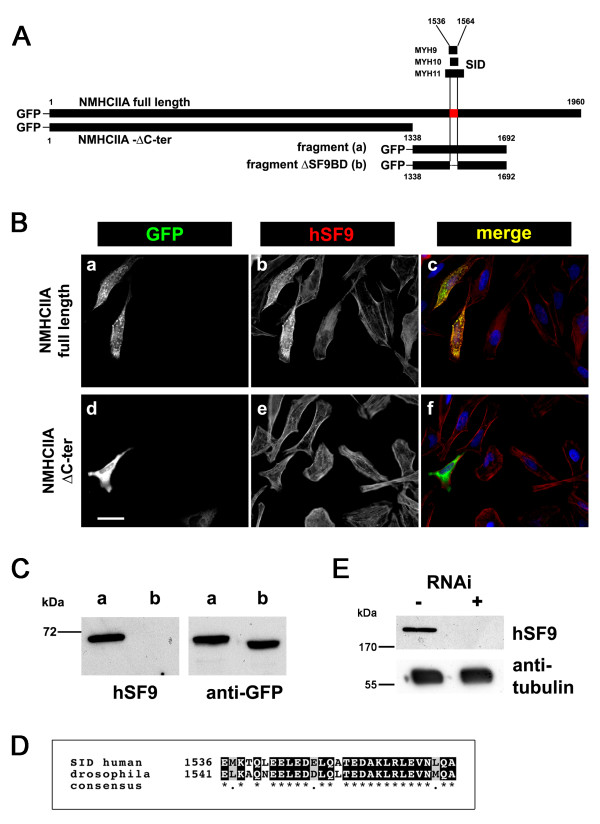 A
1536 1564
MYH9
MYH10
MYH11 SID
1 NMHCIIA full length 1960
GFP
GFP
1 NMHCIIA -ΔC-ter 1338 1692
fragment (a) GFP
fragment ΔSF9BD (b) GFP
1338 1692
B
GFP hSF9 merge
NMHCIIA full length
a b c
NMHCIIA ΔC-ter
d e f
C
kDa a b a b
72
hSF9 anti-GFP
E
RNAi
- +
kDa
170
hSF9
55
anti-tubulin
D
SID human 1536 EMKTQLEELEDELQATEDAKLRLEVNLQA
drosophila 1541 ELKAQNEELEDDLQLTEDAKLRLEVNMQA
consensus *.* * *****.** ***********.**